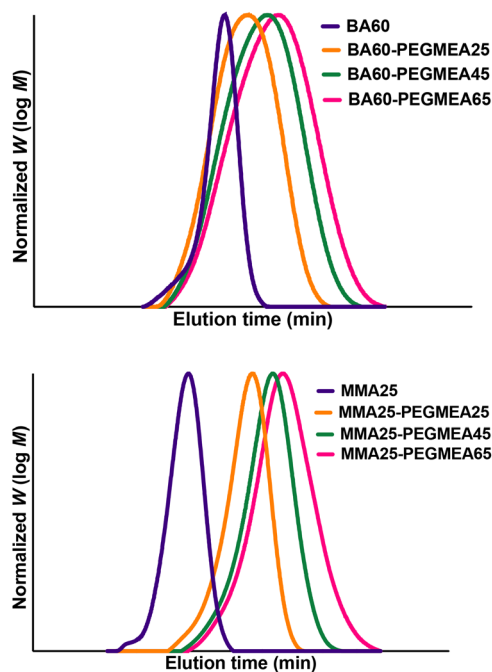 BA60
BA60-PEGMEA25
BA60-PEGMEA45
BA60-PEGMEA65
Normalized W (log M)
Elution time (min)
MMA25
MMA25-PEGMEA25
MMA25-PEGMEA45
MMA25-PEGMEA65
Normalized W (log M)
Elution time (min)